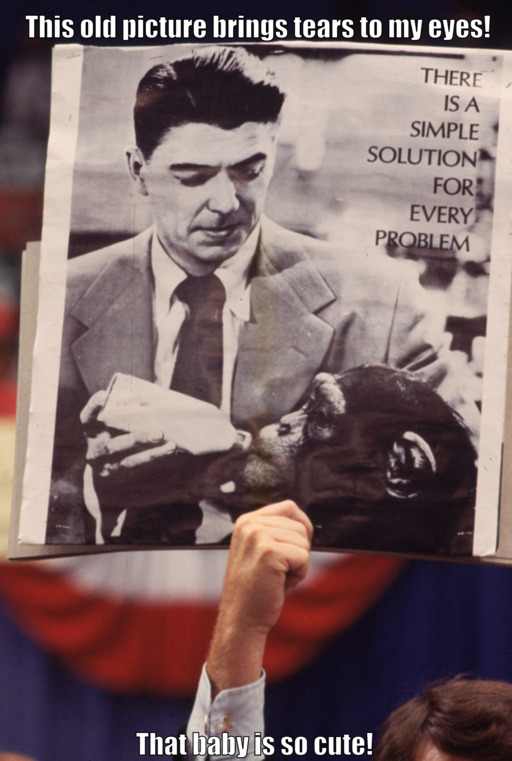 This old picture brings tears to my eyes!
THERE
IS A
SIMPLE
SOLUTION
FOR
EVERY
PROBLEM
That baby is so cute!